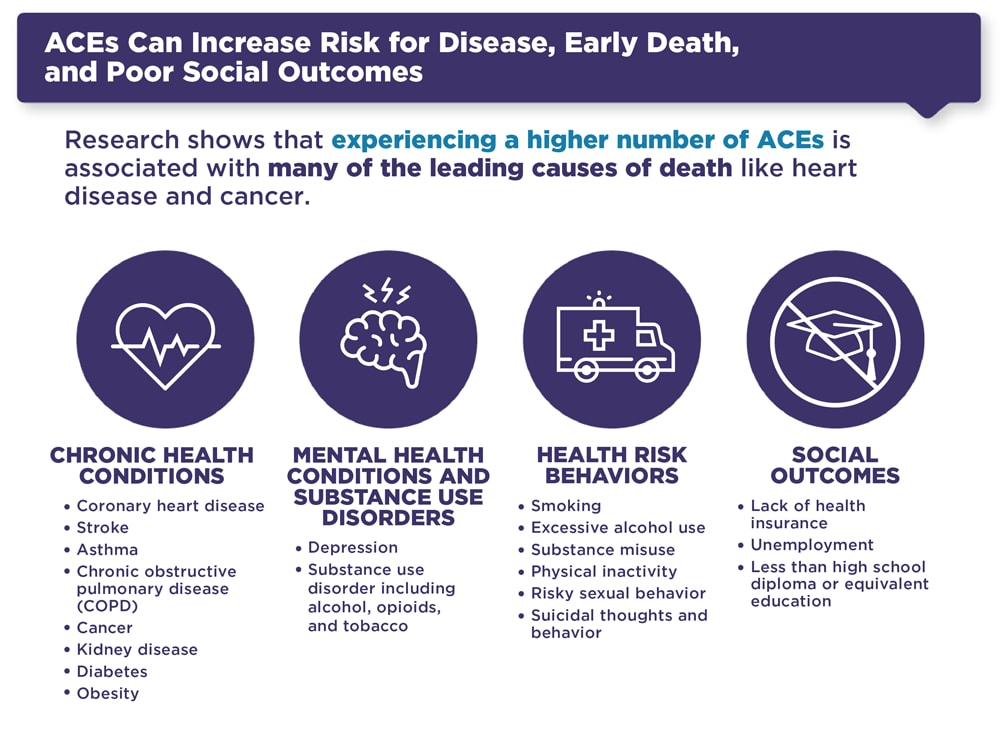 ACEs Can Increase Risk for Disease, Early Death,
and Poor Social Outcomes
Research shows that experiencing a higher number of ACEs is
associated with many of the leading causes of death like heart
disease and cancer.
CHRONIC HEALTH
CONDITIONS
• Coronary heart disease
• Stroke
• Asthma
• Chronic obstructive
pulmonary disease
(COPD)
• Cancer
• Kidney disease
• Diabetes
• Obesity
MENTAL HEALTH
CONDITIONS AND
SUBSTANCE USE
DISORDERS
• Depression
• Substance use
disorder including
alcohol, opioids,
and tobacco
HEALTH RISK
BEHAVIORS
• Smoking
• Excessive alcohol use
• Substance misuse
• Physical inactivity
• Risky sexual behavior
• Suicidal thoughts and
behavior
SOCIAL
OUTCOMES
• Lack of health
insurance
• Unemployment
• Less than high school
diploma or equivalent
education